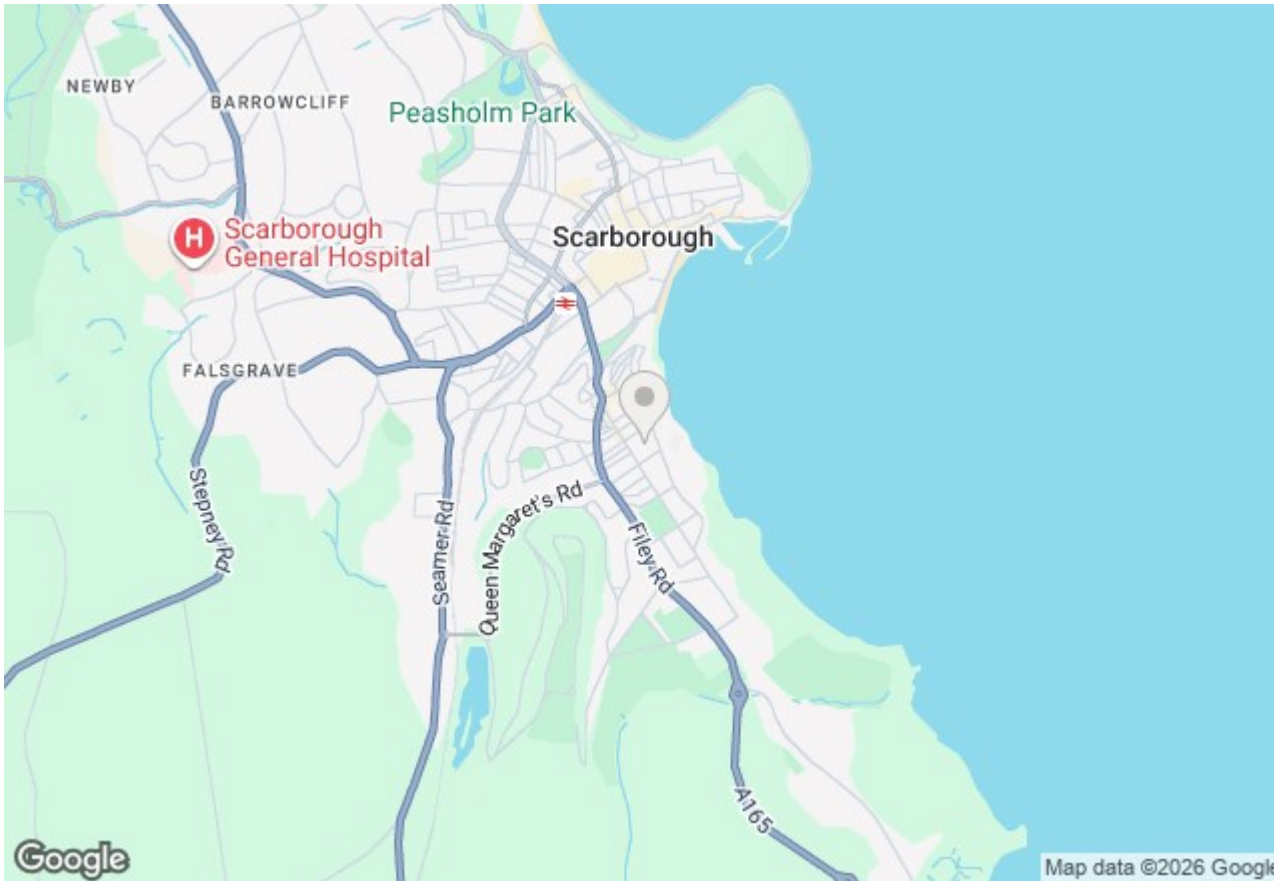 NEWBY
BARROWCLIFF
Peasholm Park
H
Scarborough
General Hospital
Scarborough
FALSGRAVE
Stepney Rd
Seamer Rd
Queen Margaret's Rd
Filey Rd
A165
Google
Map data ©2026 Google